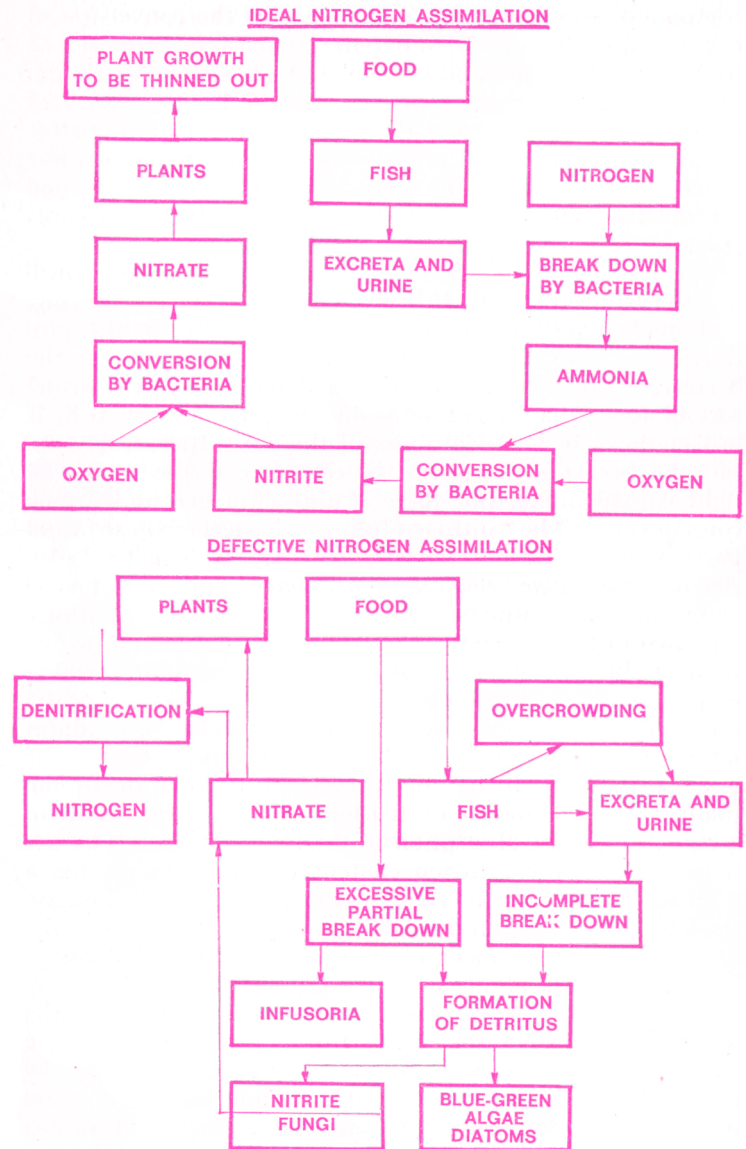 IDEAL NITROGEN ASSIMILATION
PLANT GROWTH
TO BE THINNED OUT
FOOD
PLANTS
FISH
NITROGEN
NITRATE
EXCRETA AND
URINE
BREAK DOWN
BY BACTERIA
CONVERSION
BY BACTERIA
AMMONIA
OXYGEN
NITRITE
CONVERSION
BY BACTERIA
OXYGEN
DEFECTIVE NITROGEN ASSIMILATION
PLANTS
FOOD
DENITRIFICATION
OVERCROWDING
NITROGEN
NITRATE
FISH
EXCRETA AND
URINE
EXCESSIVE
PARTIAL
BREAK DOWN
INCOMPLETE
BREAK DOWN
INFUSORIA
FORMATION
OF DETRITUS
NITRITE
FUNGI
BLUE-GREEN
ALGAE
DIATOMS